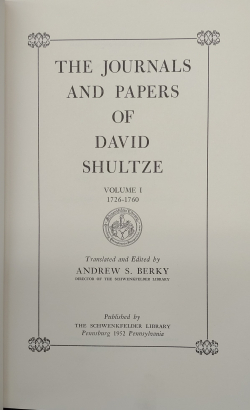 THE JOURNALS
AND PAPERS
OF
DAVID
SHULTZE
VOLUME I
1726-1760
Translated and Edited by
ANDREW S. BERKY
DIRECTOR OF THE SCHWENKFELDER LIBRARY
Published by
THE SCHWENKFELDER LIBRARY
Pennsburg 1952 Pennsylvania